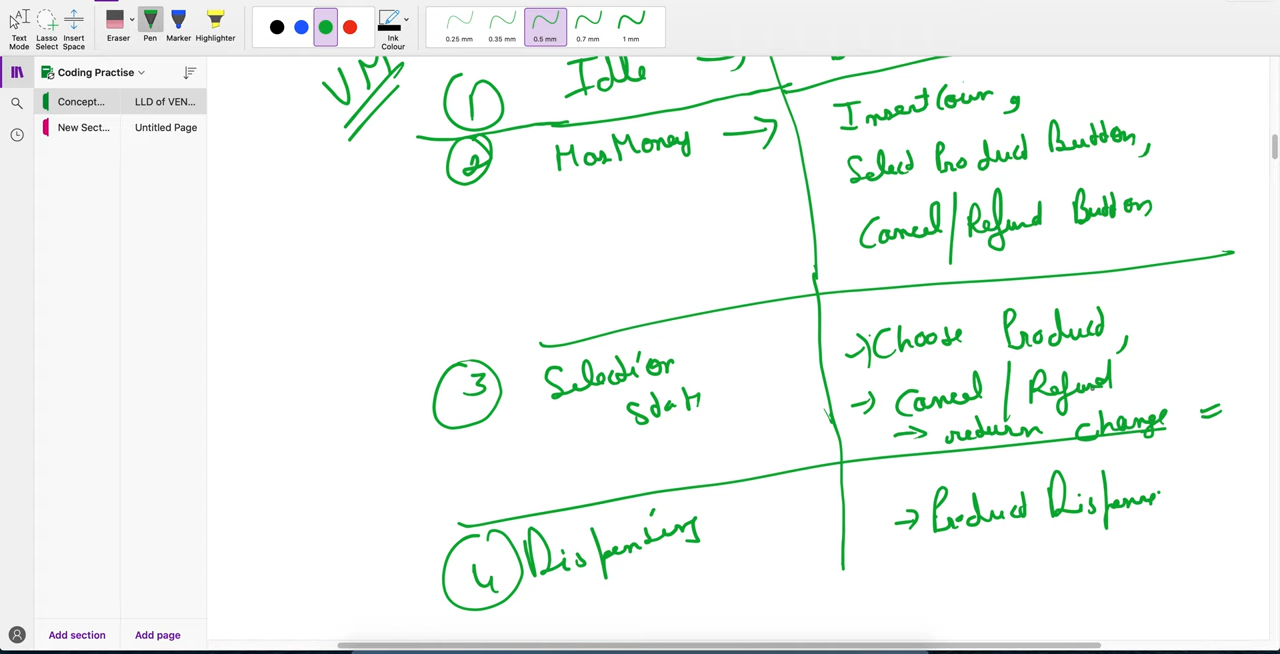 Text Mode
Lasso Select
Insert Space
Eraser
Pen
Marker
Highlighter
Ink Colour
0.25 mm
0.35 mm
0.5 mm
0.7 mm
1 mm
Coding Practise
Concept...
LLD of VEN...
New Sect...
Untitled Page
Add section
Add page
VM
1 Idle →
Insert Coin,
2 HasMoney →
Select Product Button,
Cancel / Refund Button
3 Selection
State
→ Choose Product,
→ Cancel / Refund
→ return change =
4 Dispensing
→ Product Dispense